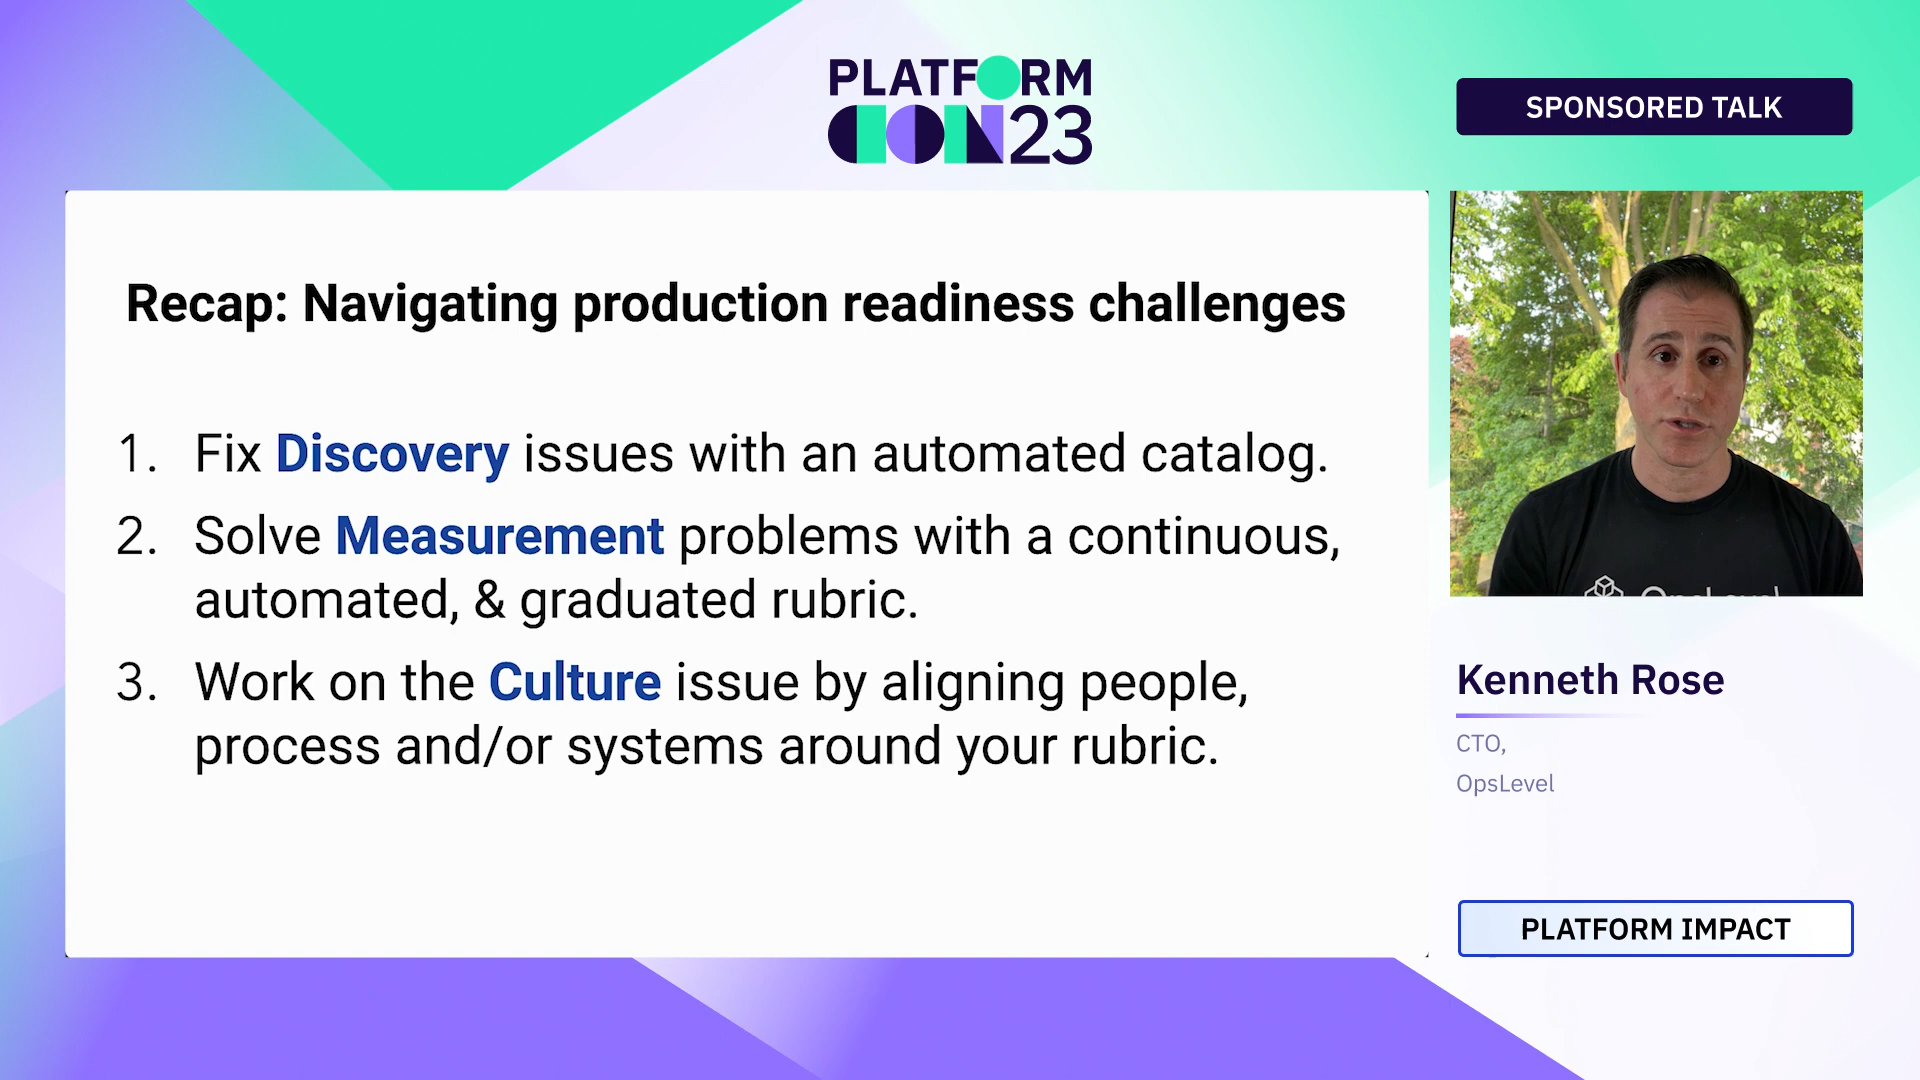 PLATFORM
CON23
SPONSORED TALK
Recap: Navigating production readiness challenges
1. Fix Discovery issues with an automated catalog.
2. Solve Measurement problems with a continuous,
automated, & graduated rubric.
3. Work on the Culture issue by aligning people,
process and/or systems around your rubric.
OpsLevel
Kenneth Rose
CTO,
OpsLevel
PLATFORM IMPACT